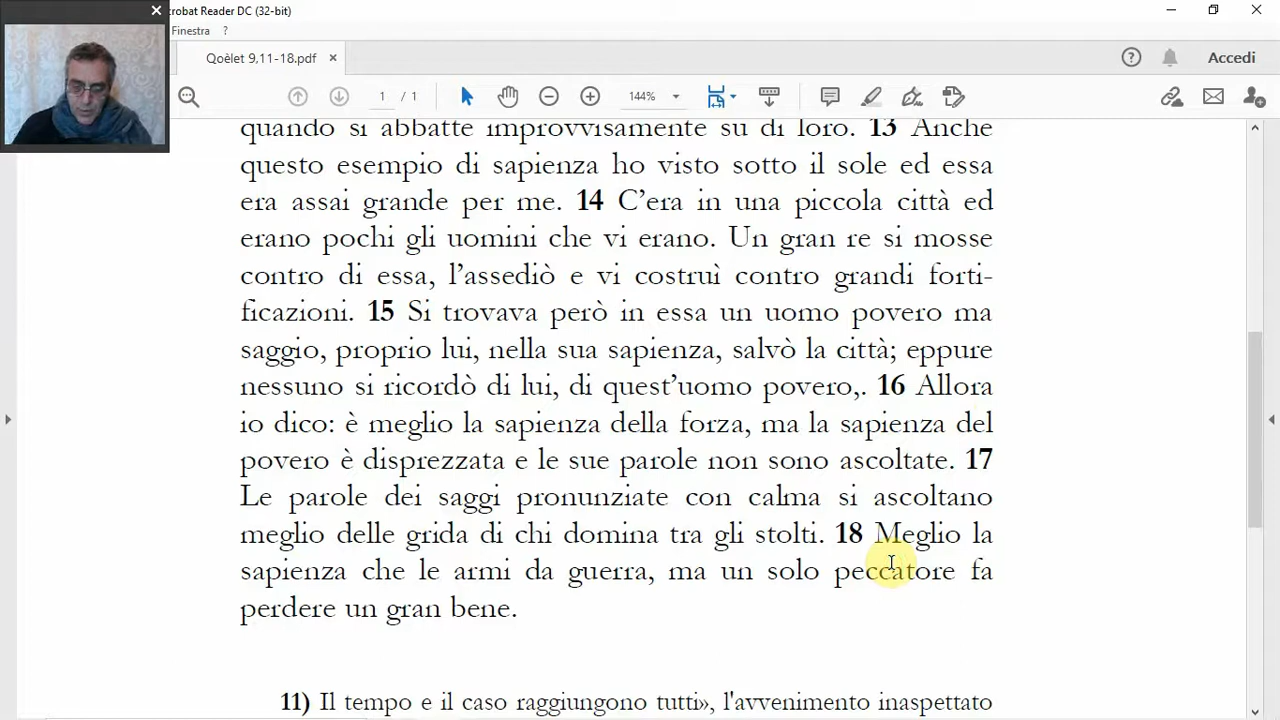 crobat Reader DC (32-bit)
Finestra ?
Qoèlet 9,11-18.pdf
Accedi
1 / 1
144%
quando si abbatte improvvisamente su di loro. 13 Anche
questo esempio di sapienza ho visto sotto il sole ed essa
era assai grande per me. 14 C'era in una piccola città ed
erano pochi gli uomini che vi erano. Un gran re si mosse
contro di essa, l'assediò e vi costruì contro grandi forti-
ficazioni. 15 Si trovava però in essa un uomo povero ma
saggio, proprio lui, nella sua sapienza, salvò la città; eppure
nessuno si ricordò di lui, di quest'uomo povero,. 16 Allora
io dico: è meglio la sapienza della forza, ma la sapienza del
povero è disprezzata e le sue parole non sono ascoltate. 17
Le parole dei saggi pronunziate con calma si ascoltano
meglio delle grida di chi domina tra gli stolti. 18 Meglio la
sapienza che le armi da guerra, ma un solo peccatore fa
perdere un gran bene.
11) Il tempo e il caso raggiungono tutti», l'avvenimento inaspettato